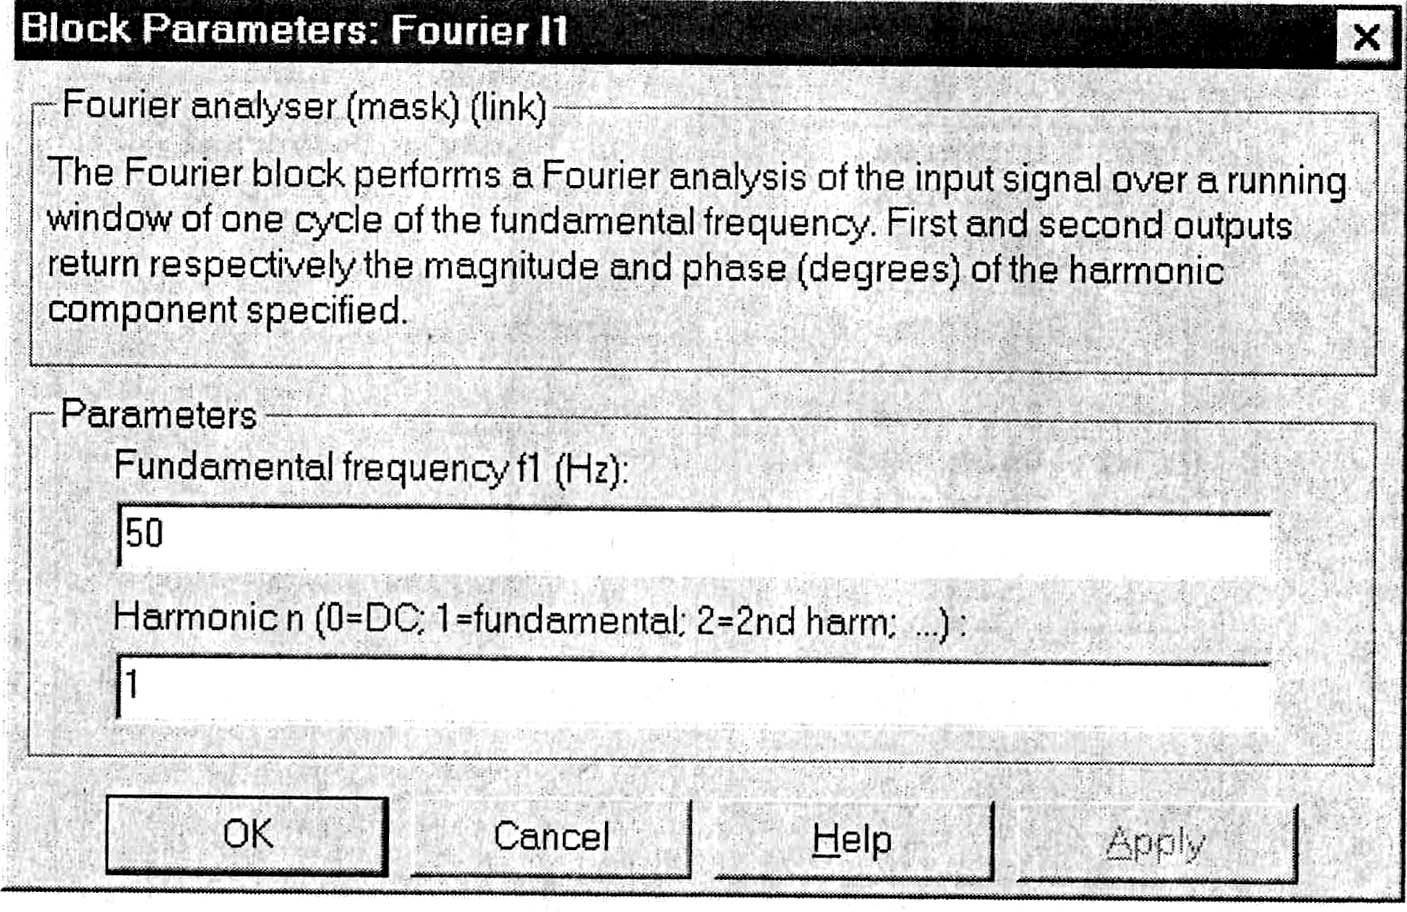 Block Parameters: Fourier I1
Fourier analyser (mask) (link)
The Fourier block performs a Fourier analysis of the input signal over a running
window of one cycle of the fundamental frequency. First and second outputs
return respectively the magnitude and phase (degrees) of the harmonic
component specified.
Parameters
Fundamental frequency f1 (Hz):
50
Harmonic n (0=DC; 1=fundamental; 2=2nd harm; ...) :
1
OK
Cancel
Help
Apply